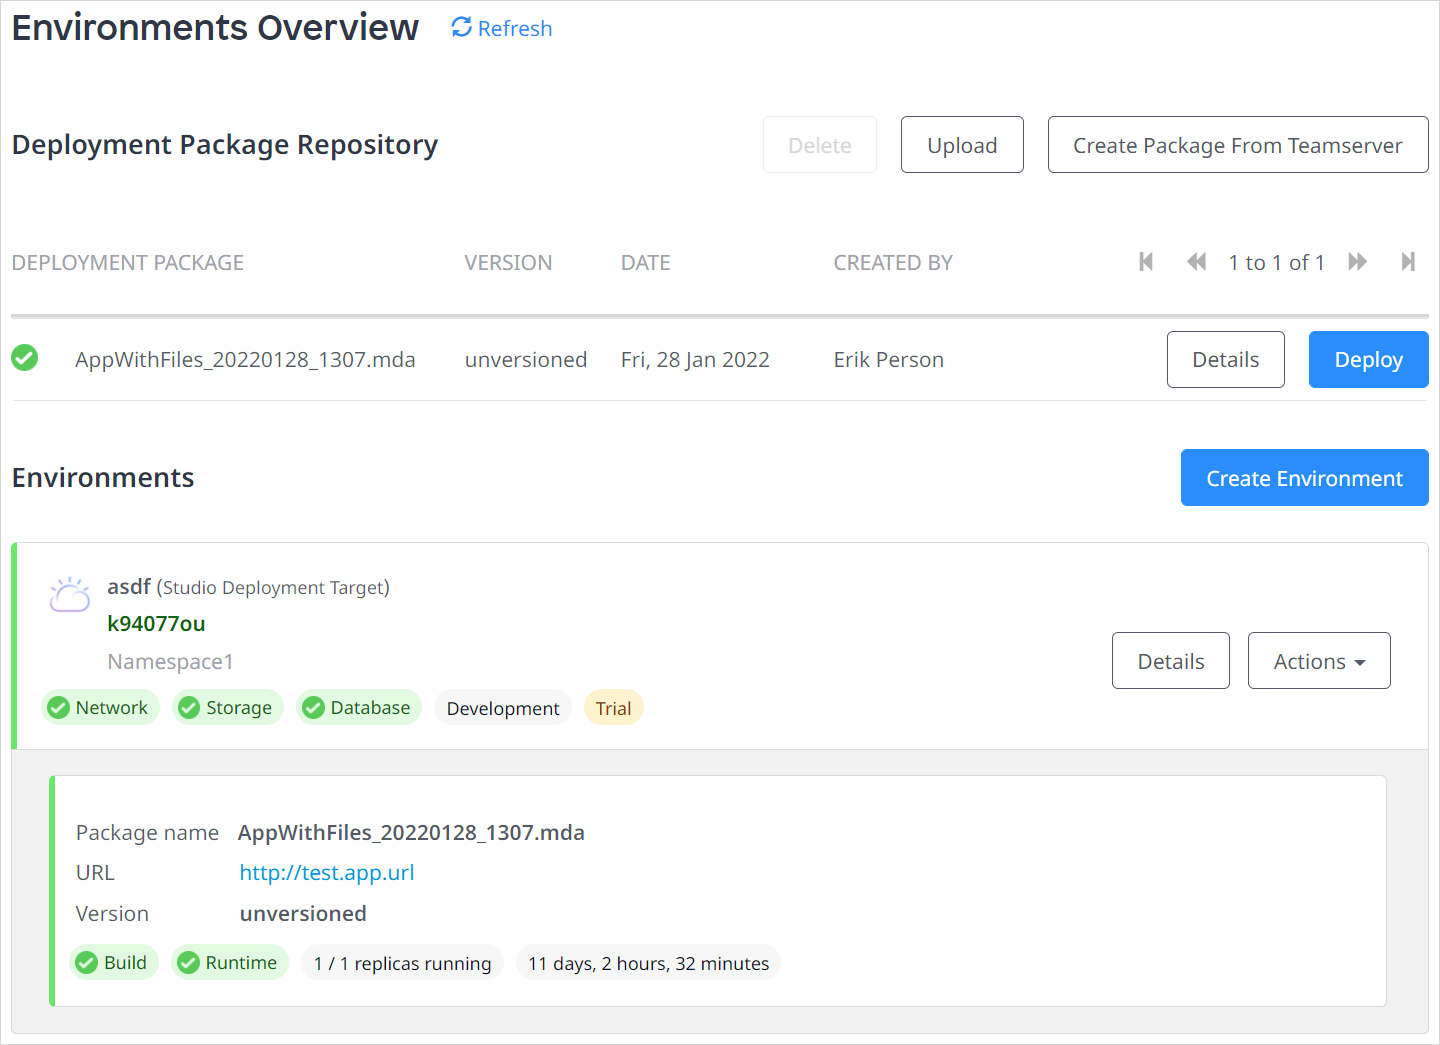 Environments Overview Refresh
Deployment Package Repository Delete Upload Create Package From Teamserver
DEPLOYMENT PACKAGE VERSION DATE CREATED BY 1 to 1 of 1
AppWithFiles_20220128_1307.mda unversioned Fri, 28 Jan 2022 Erik Person Details Deploy
Environments Create Environment
asdf (Studio Deployment Target)
k94077ou
Namespace1 Details Actions
Network Storage Database Development Trial
Package name AppWithFiles_20220128_1307.mda
URL http://test.app.url
Version unversioned
Build Runtime 1 / 1 replicas running 11 days, 2 hours, 32 minutes